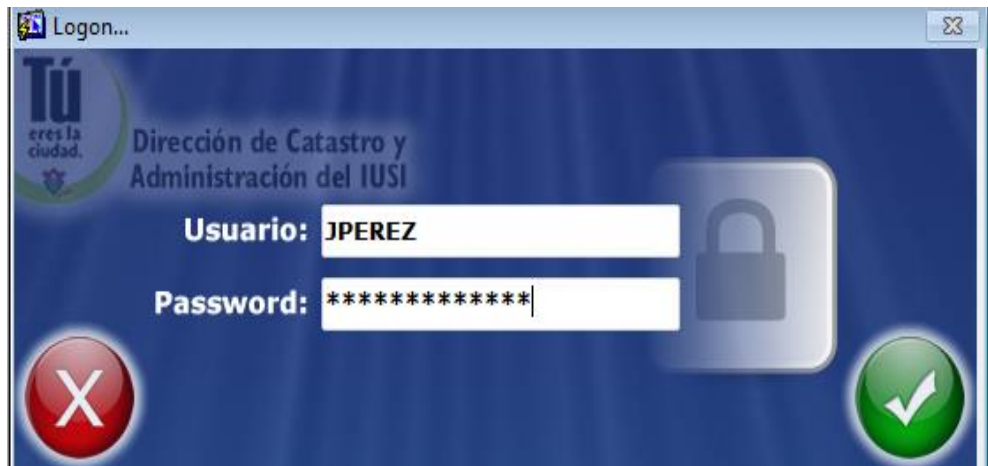 Logon...
Tú
eres la
ciudad.
Dirección de Catastro y
Administración del IUSI
Usuario: JPEREZ
Password: *************
X